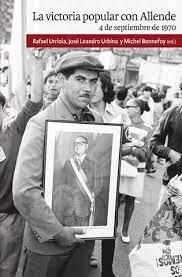 La victoria popular con Allende
4 de septiembre de 1970
Rafael Urriola, José Leandro Urbina y Michel Bonnefoy (ed.)